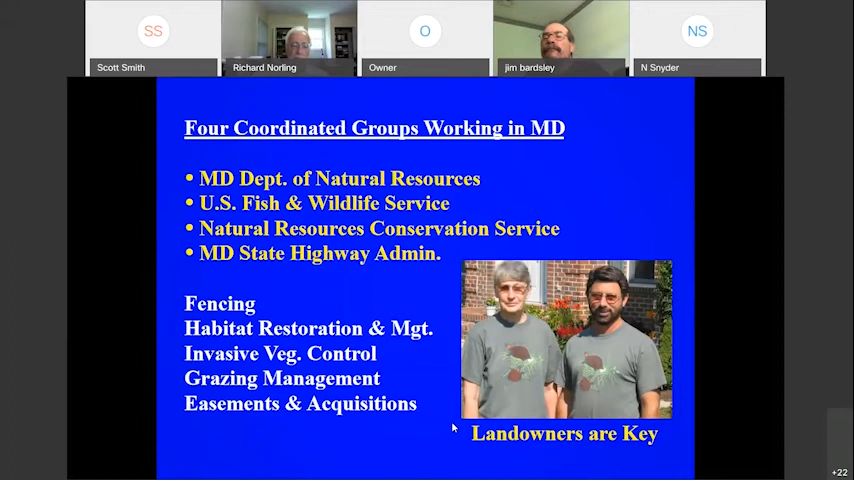 SS
O
NS
Scott Smith
Richard Norling
Owner
jim bardsley
N Snyder
Four Coordinated Groups Working in MD
• MD Dept. of Natural Resources
• U.S. Fish & Wildlife Service
• Natural Resources Conservation Service
• MD State Highway Admin.
Fencing
Habitat Restoration & Mgt.
Invasive Veg. Control
Grazing Management
Easements & Acquisitions
Landowners are Key
+22